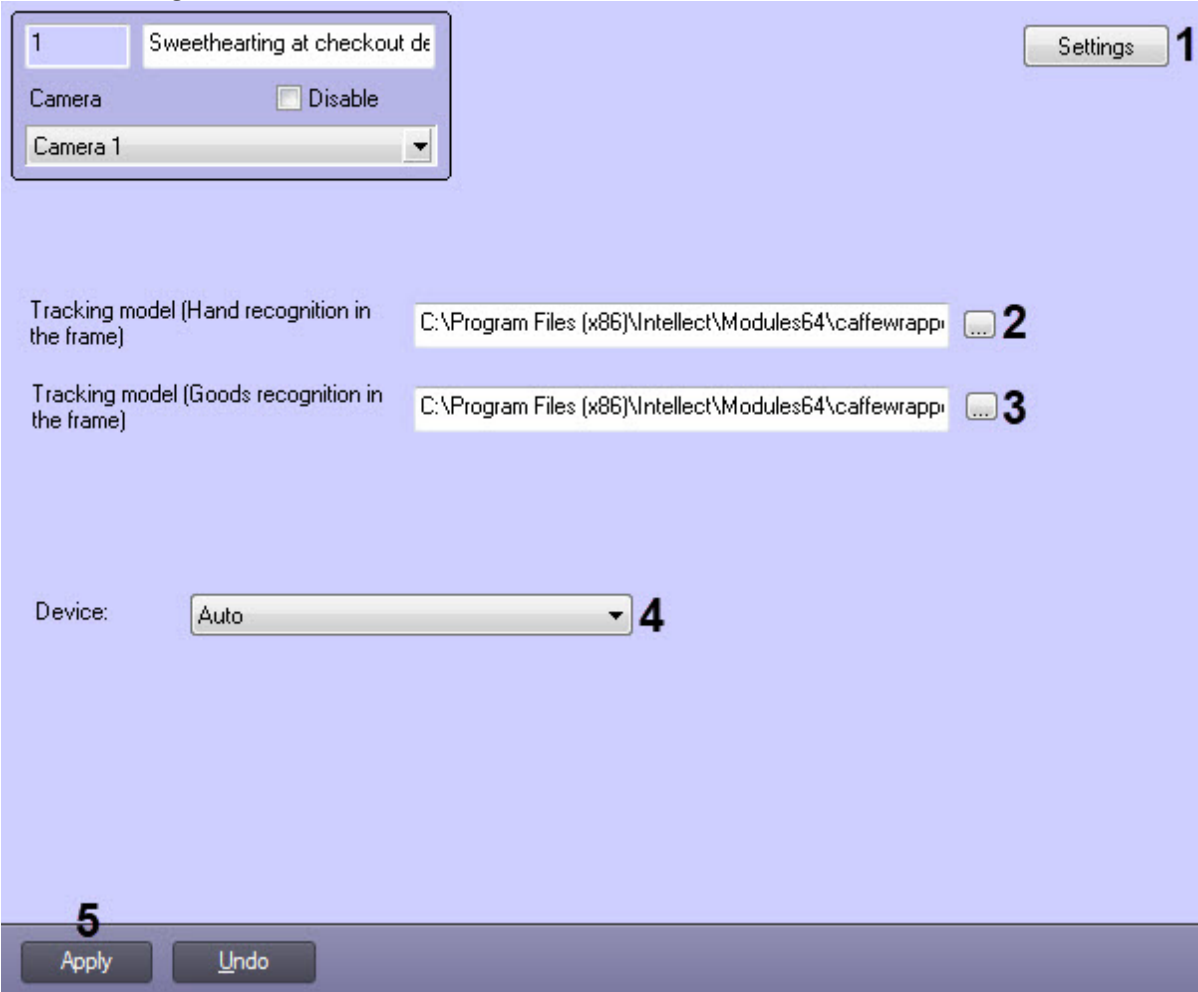 1 Sweethearting at checkout de
Settings 1
Camera Disable
Camera 1
Tracking model (Hand recognition in
the frame)
C:\Program Files (x86)\Intellect\Modules64\caffewrapp ... 2
Tracking model (Goods recognition in
the frame)
C:\Program Files (x86)\Intellect\Modules64\caffewrapp ... 3
Device: Auto 4
5
Apply Undo